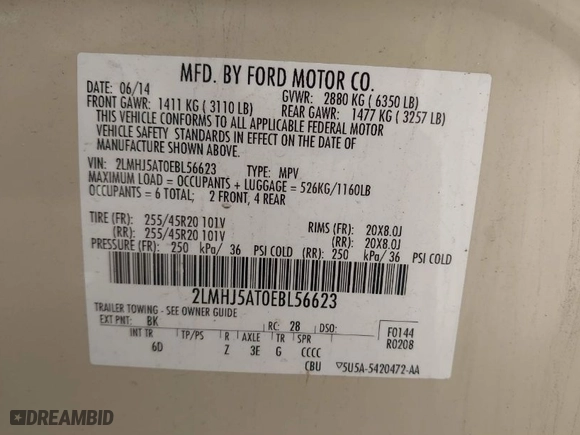 MFD. BY FORD MOTOR CO.
DATE: 06/14 GVWR: 2880 KG ( 6350 LB)
FRONT GAWR: 1411 KG ( 3110 LB) REAR GAWR: 1477 KG ( 3257 LB)
THIS VEHICLE CONFORMS TO ALL APPLICABLE FEDERAL MOTOR
VEHICLE SAFETY STANDARDS IN EFFECT ON THE DATE OF
MANUFACTURE SHOWN ABOVE.
VIN: 2LMHJ5AT0EBL56623 TYPE: MPV
MAXIMUM LOAD = OCCUPANTS + LUGGAGE = 526KG/1160LB
OCCUPANTS = 6 TOTAL; 2 FRONT, 4 REAR
TIRE (FR): 255/45R20 101V RIMS (FR): 20X8.0J
(RR): 255/45R20 101V (RR): 20X8.0J
PRESSURE (FR): 250 kPa/ 36 PSI COLD (RR) 250 kPa/ 36 PSI COLD
2LMHJ5AT0EBL56623
TRAILER TOWING - SEE OWNER GUIDE
EXT PNT: BK RC: 28 F0144
INT TR TP/PS R AXLE TR SPR R0208
6D Z 3E G CCCC
CBU ▽5U5A-5420472-AA
DREAMBID